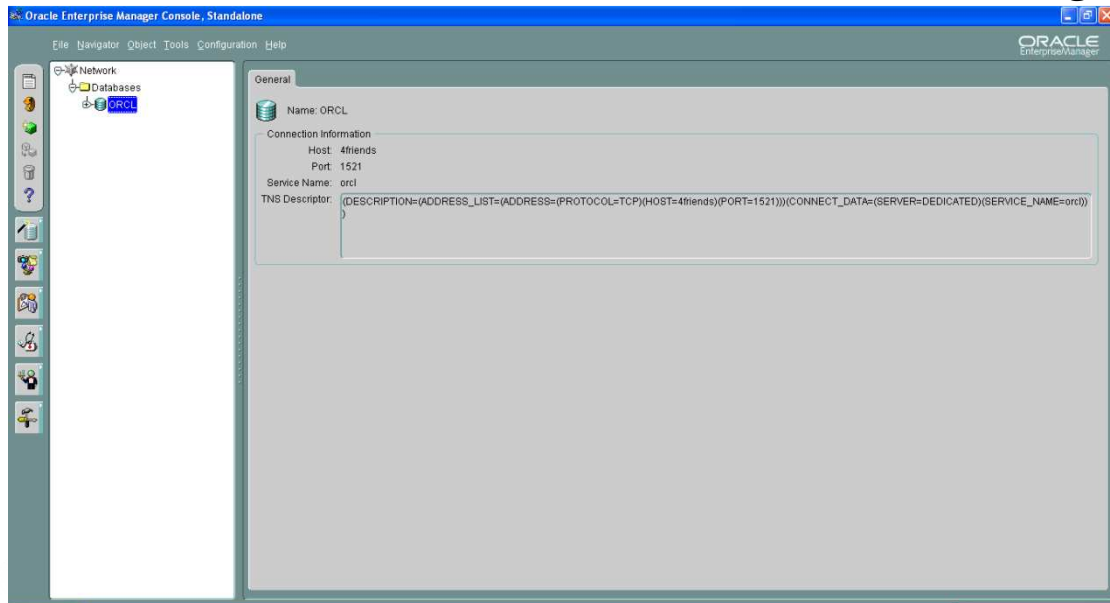 Oracle Enterprise Manager Console, Standalone
File Navigator Object Tools Configuration Help
ORACLE
EnterpriseManager
Network
Databases
ORCL
General
Name: ORCL
Connection Information
Host: 4friends
Port: 1521
Service Name: orcl
TNS Descriptor: (DESCRIPTION=(ADDRESS_LIST=(ADDRESS=(PROTOCOL=TCP)(HOST=4friends)(PORT=1521)))(CONNECT_DATA=(SERVER=DEDICATED)(SERVICE_NAME=orcl))
)